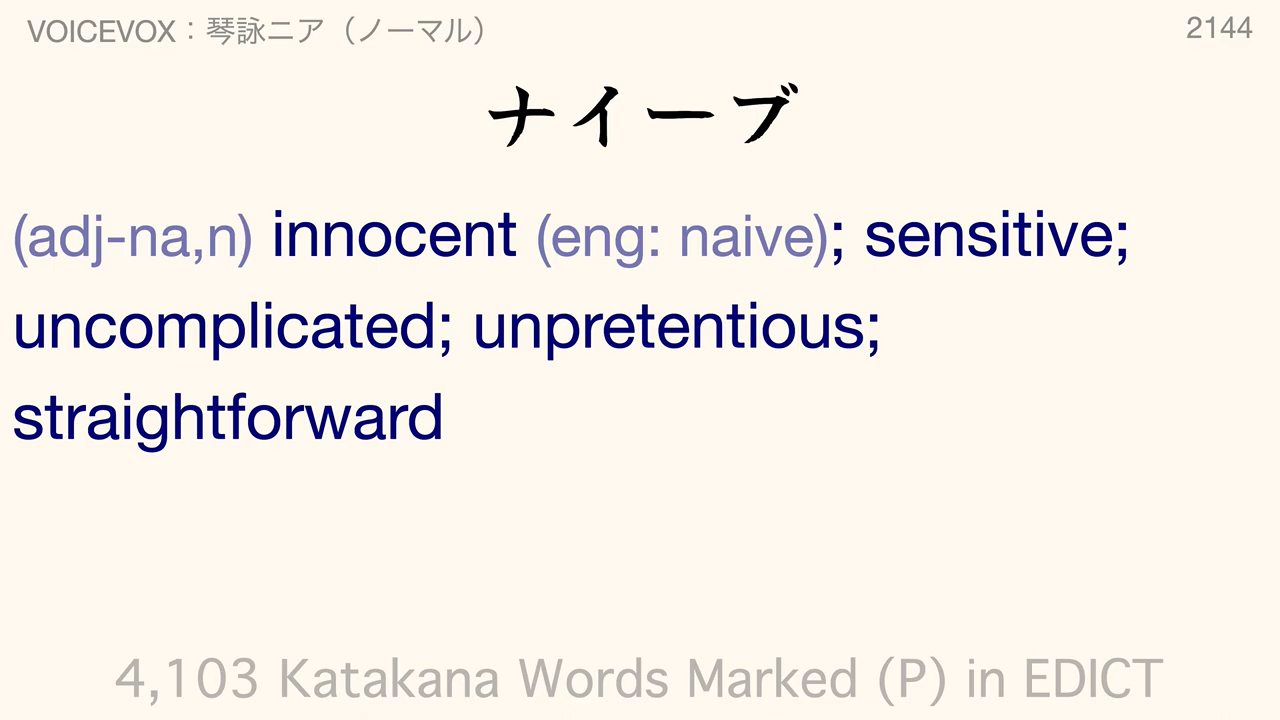 VOICEVOX：琴詠ニア（ノーマル）
2144
ナイーブ
(adj-na,n) innocent (eng: naive); sensitive;
uncomplicated; unpretentious;
straightforward
4,103 Katakana Words Marked (P) in EDICT